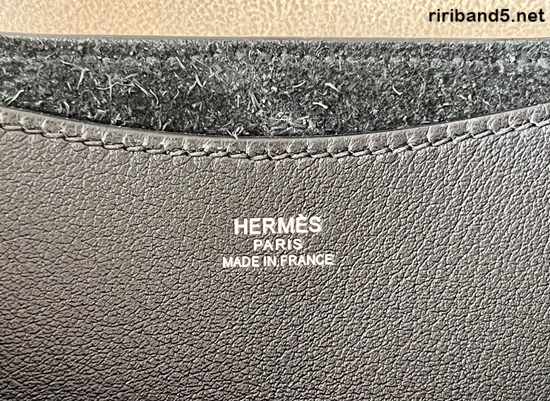 ririband5.net
HERMÈS
PARIS
MADE IN FRANCE